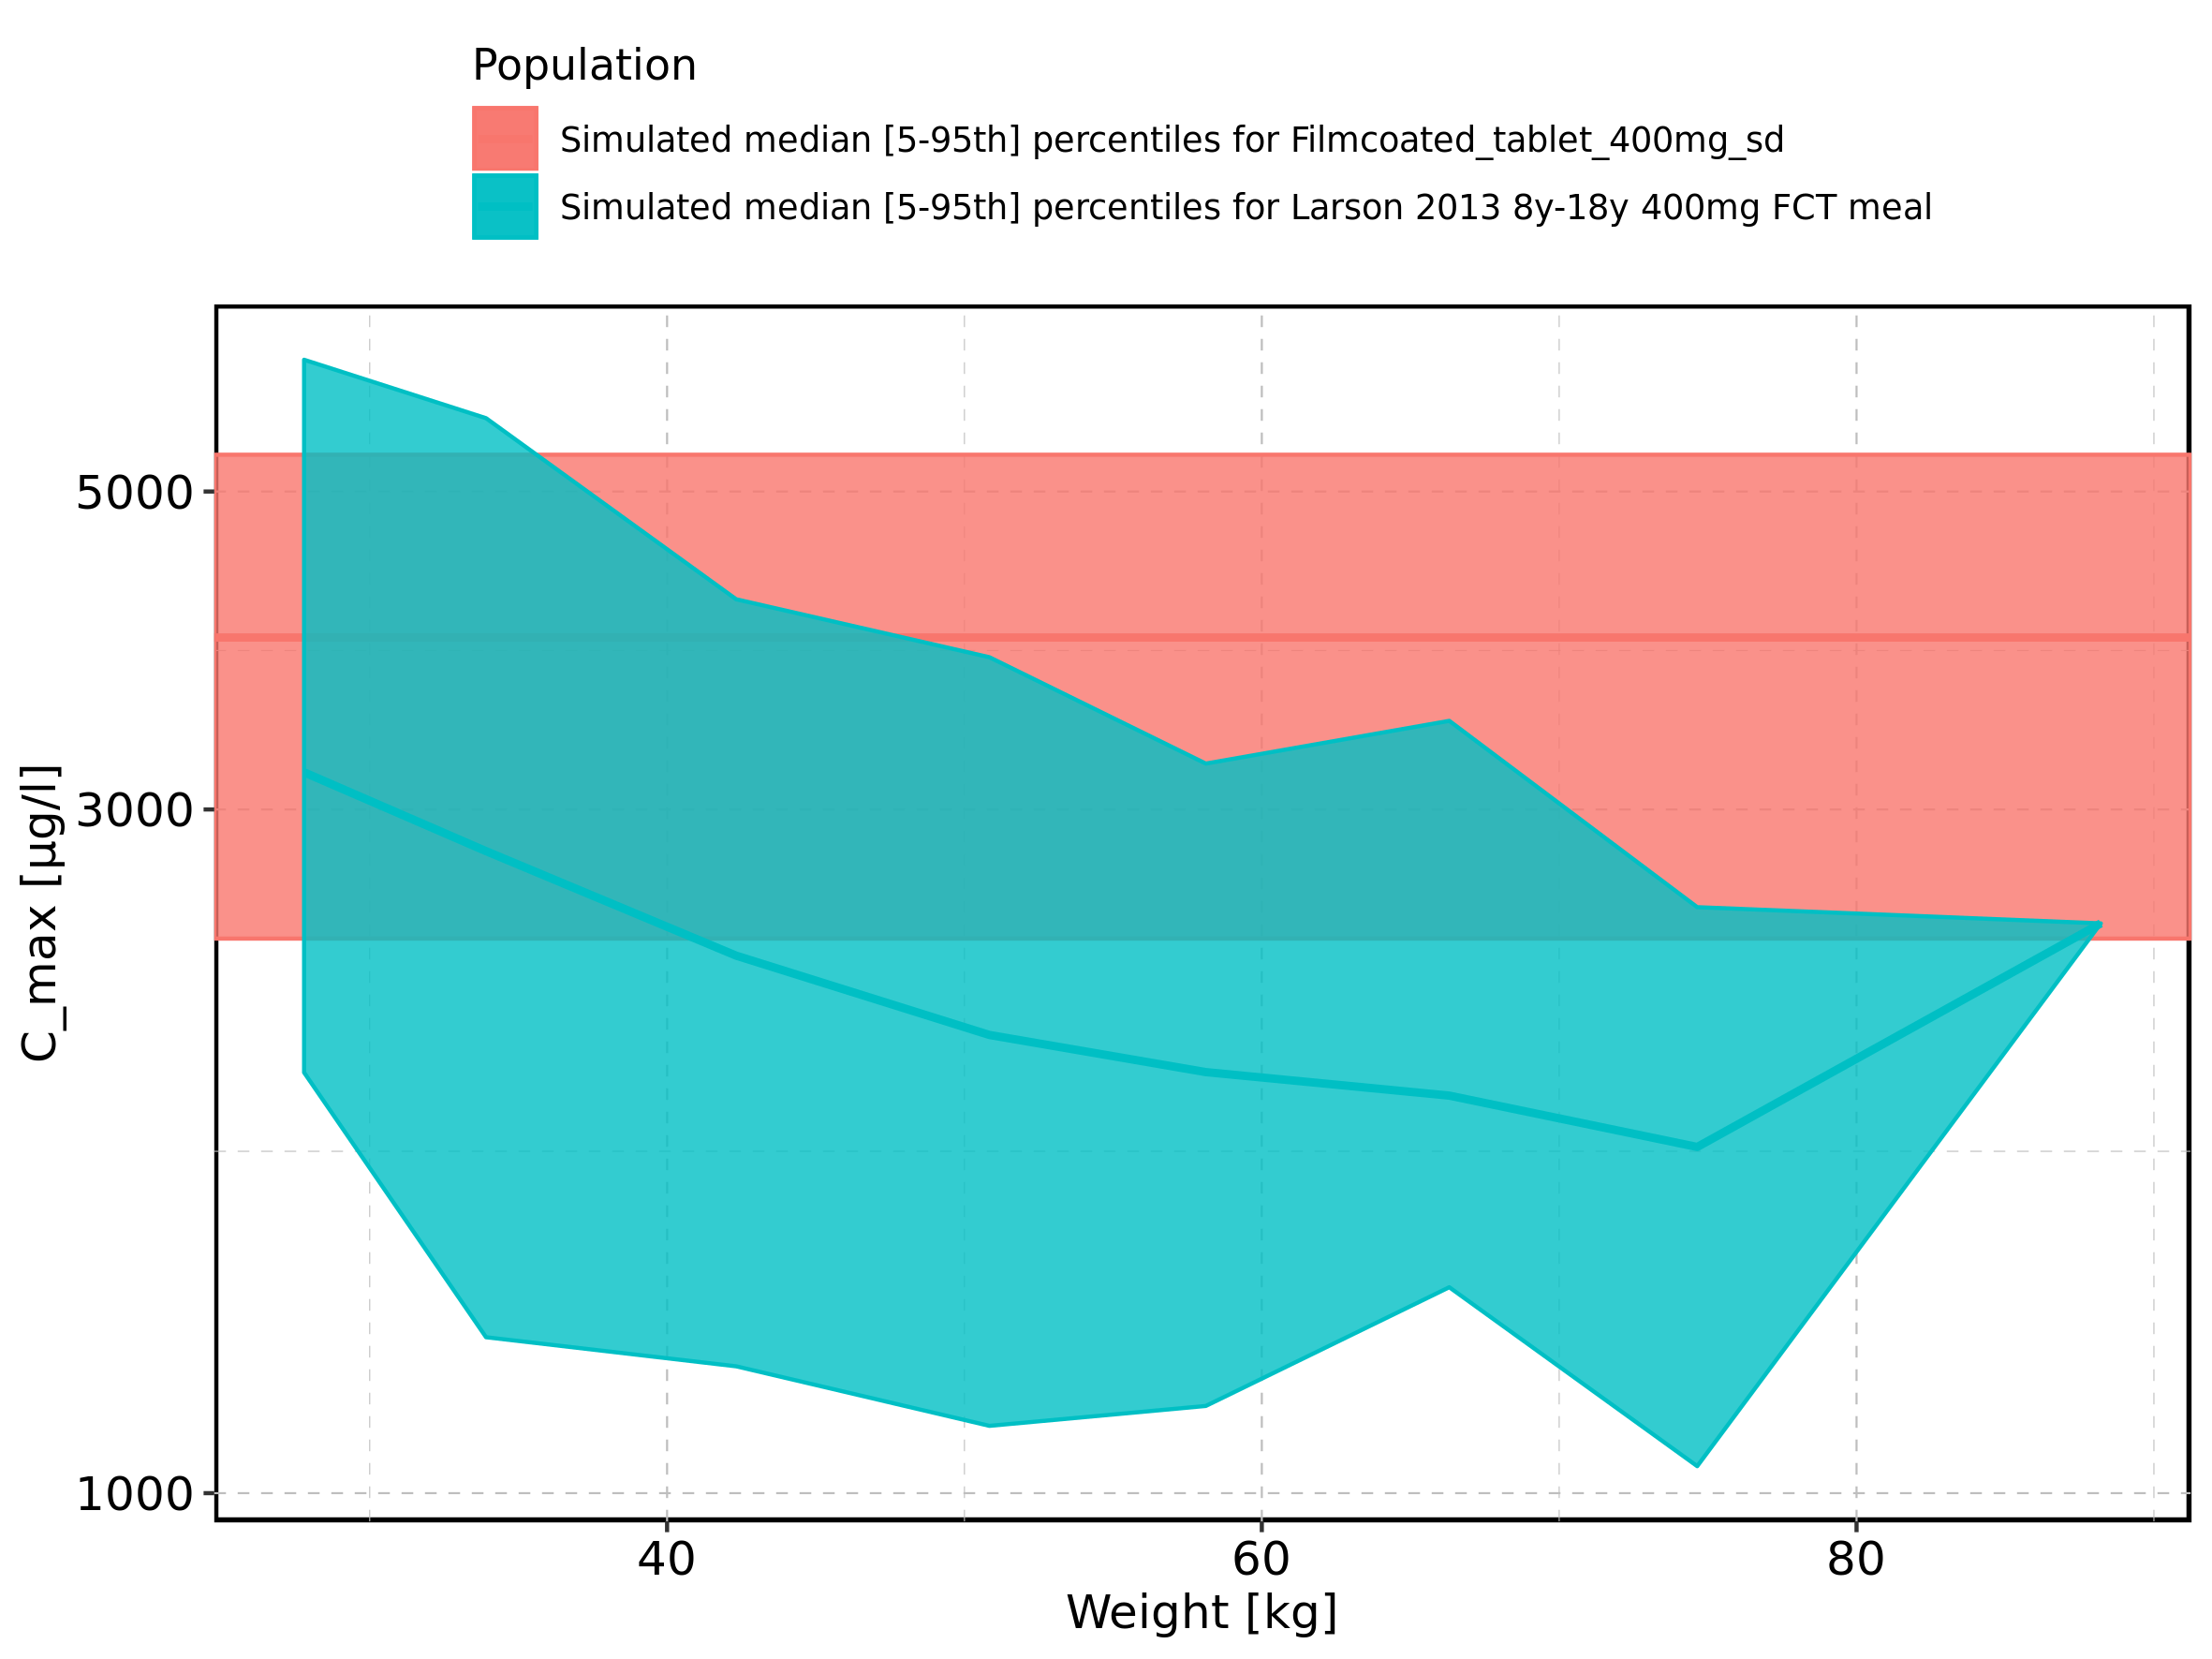 Population
Simulated median [5-95th] percentiles for Filmcoated_tablet_400mg_sd
Simulated median [5-95th] percentiles for Larson 2013 8y-18y 400mg FCT meal
5000
3000
1000
C_max [µg/l]
40 60 80
Weight [kg]